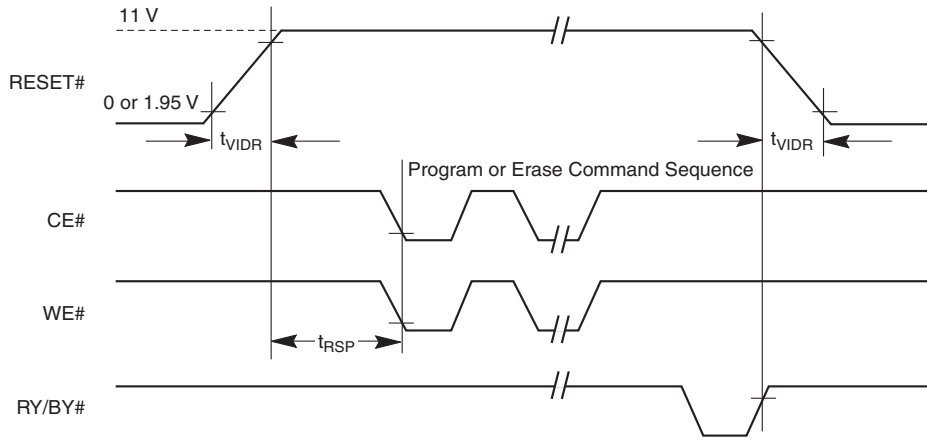 11 V
RESET#
0 or 1.95 V
tVIDR
tVIDR
Program or Erase Command Sequence
CE#
WE#
tRSP
RY/BY#